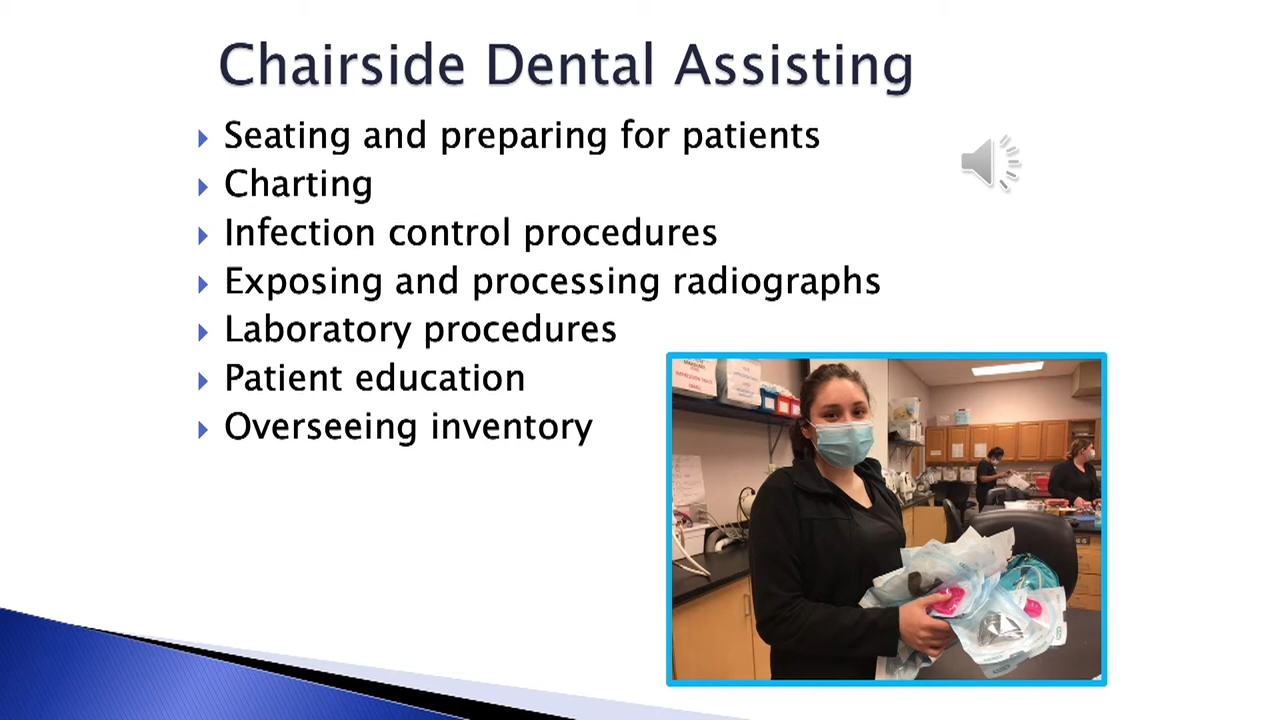 Chairside Dental Assisting
Seating and preparing for patients
Charting
Infection control procedures
Exposing and processing radiographs
Laboratory procedures
Patient education
Overseeing inventory